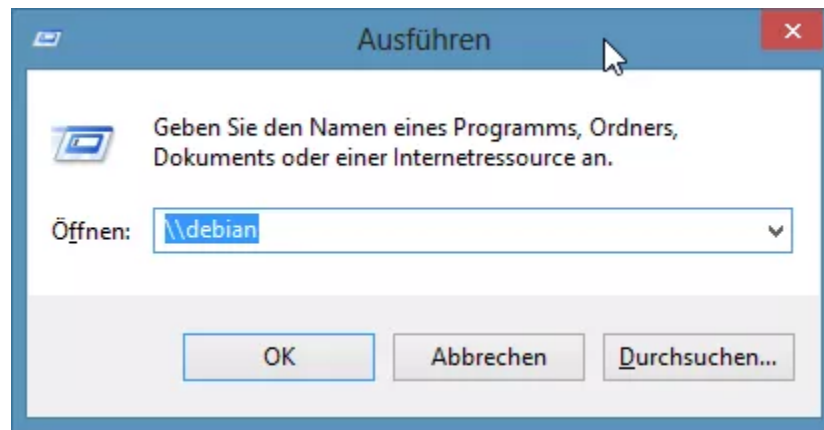 Ausführen
Geben Sie den Namen eines Programms, Ordners,
Dokuments oder einer Internetressource an.
Öffnen: \\debian
OK Abbrechen Durchsuchen...